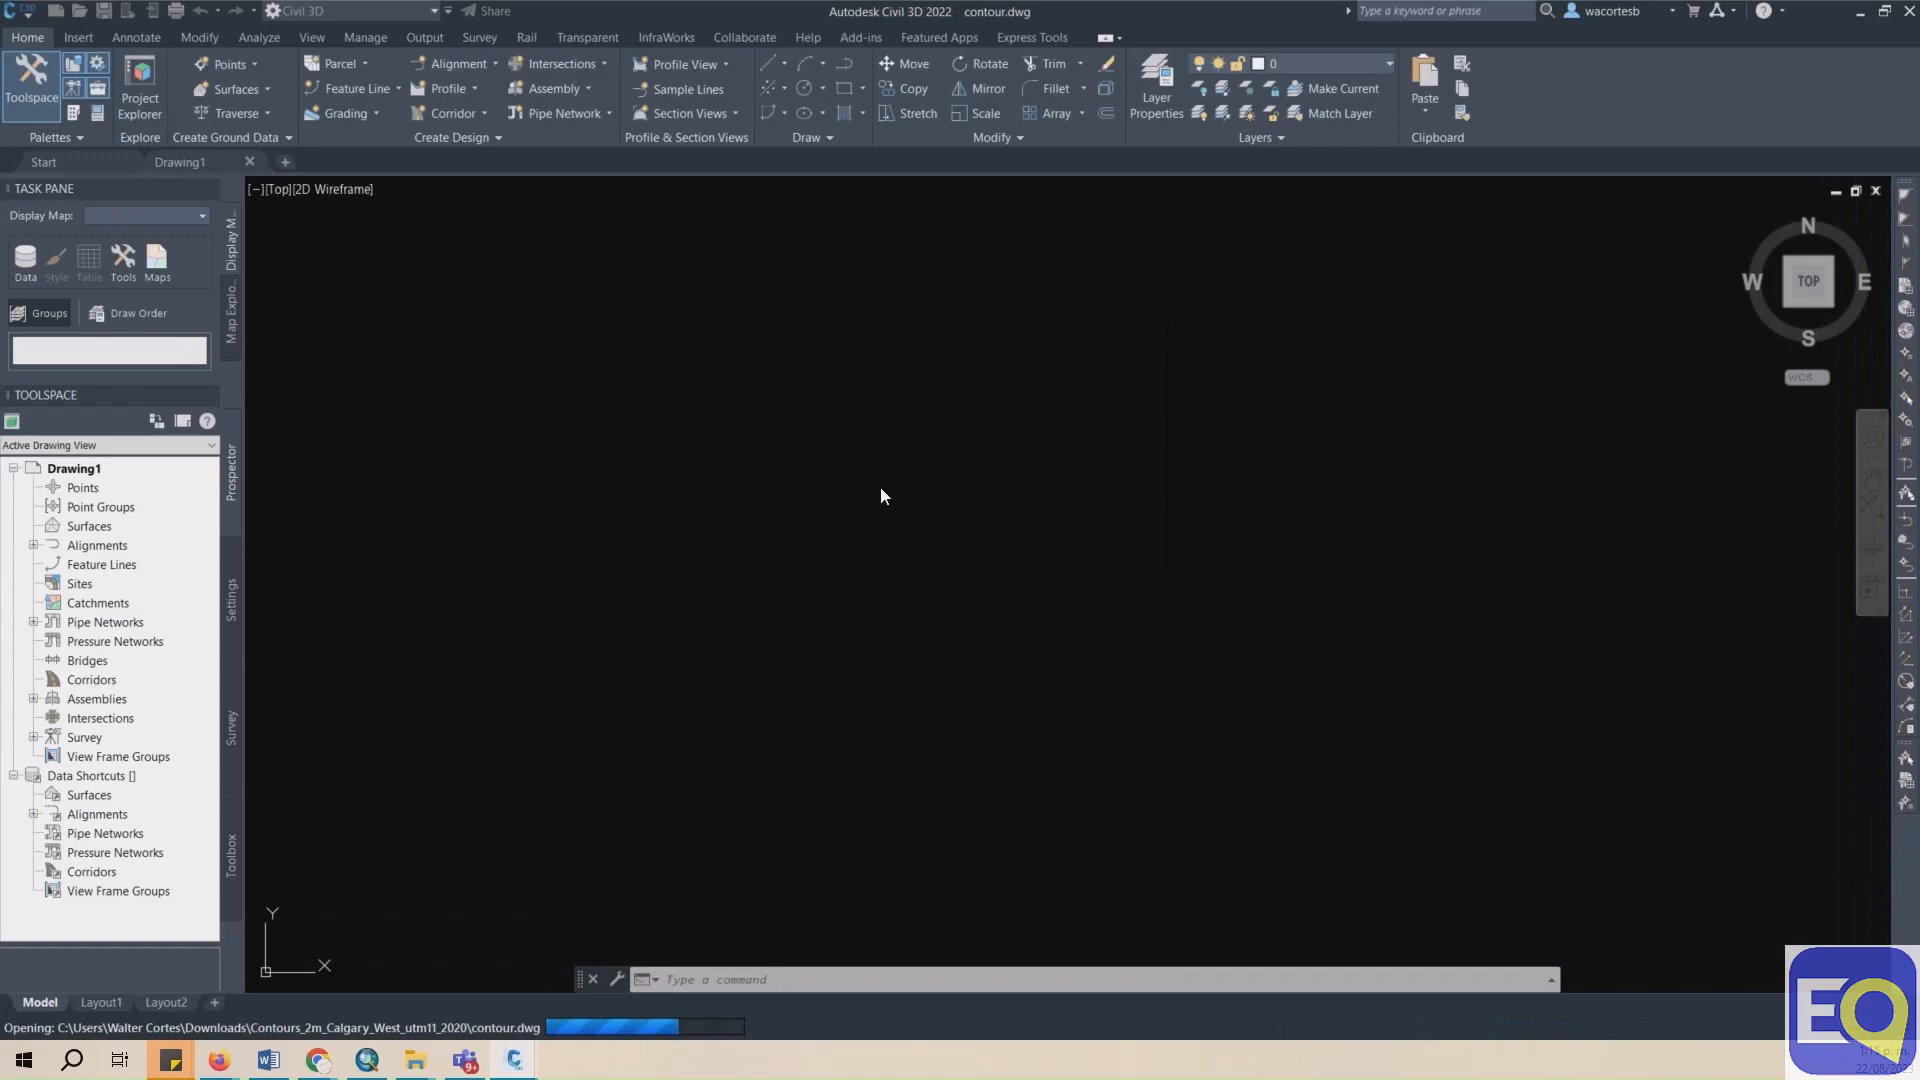 Civil 3D
Share
Autodesk Civil 3D 2022 contour.dwg
Type a keyword or phrase
wacortesb
Home Insert Annotate Modify Analyze View Manage Output Survey Rail Transparent InfraWorks Collaborate Help Add-ins Featured Apps Express Tools
Toolspace
Palettes
Project
Explorer
Explore
Points
Surfaces
Traverse
Create Ground Data
Parcel
Feature Line
Grading
Alignment
Profile
Corridor
Intersections
Assembly
Pipe Network
Create Design
Profile View
Sample Lines
Section Views
Profile & Section Views
Draw
Move
Copy
Stretch
Rotate
Mirror
Scale
Trim
Fillet
Array
Modify
Layer
Properties
0
Make Current
Match Layer
Layers
Paste
Clipboard
Start
Drawing1
TASK PANE
Display Map:
Data Style Table Tools Maps
Groups
Draw Order
Display M...
Map Explo...
[−][Top][2D Wireframe]
N
W
TOP
E
S
WCS
TOOLSPACE
Active Drawing View
Drawing1
Points
Point Groups
Surfaces
Alignments
Feature Lines
Sites
Catchments
Pipe Networks
Pressure Networks
Bridges
Corridors
Assemblies
Intersections
Survey
View Frame Groups
Data Shortcuts []
Surfaces
Alignments
Pipe Networks
Pressure Networks
Corridors
View Frame Groups
Prospector
Settings
Survey
Toolbox
Y
X
Type a command
Model Layout1 Layout2
Opening: C:\Users\Walter Cortes\Downloads\Contours_2m_Calgary_West_utm11_2020\contour.dwg
9+
EQ